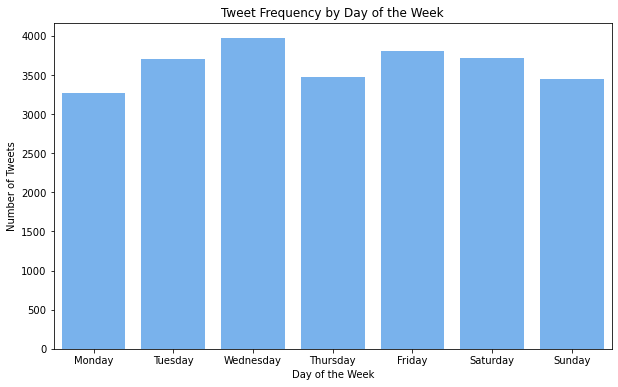 Tweet Frequency by Day of the Week
4000
3500
3000
2500
2000
1500
1000
500
0
Number of Tweets
Monday Tuesday Wednesday Thursday Friday Saturday Sunday
Day of the Week